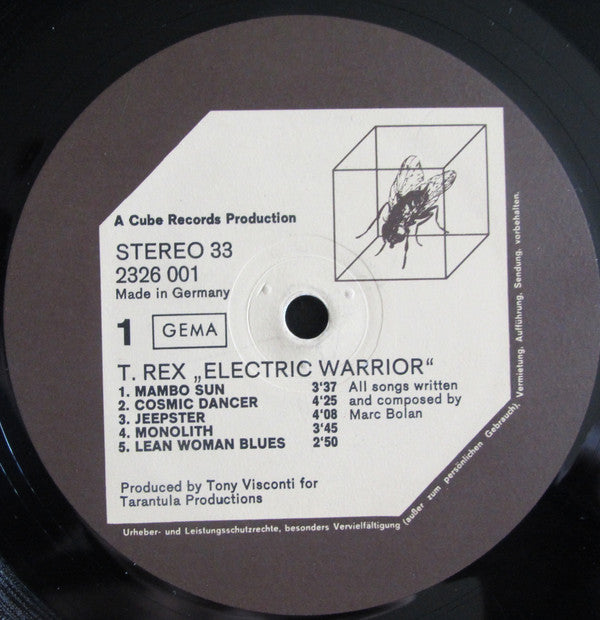 A Cube Records Production
STEREO 33
2326 001
Made in Germany
1 GEMA
T. REX „ELECTRIC WARRIOR“
1. MAMBO SUN 3'37
2. COSMIC DANCER 4'25
3. JEEPSTER 4'08
4. MONOLITH 3'45
5. LEAN WOMAN BLUES 2'50
All songs written
and composed by
Marc Bolan
Produced by Tony Visconti for
Tarantula Productions
Urheber- und Leistungsschutzrechte, besonders Vervielfältigung (außer zum persönlichen Gebrauch), Vermietung, Aufführung, Sendung, vorbehalten.